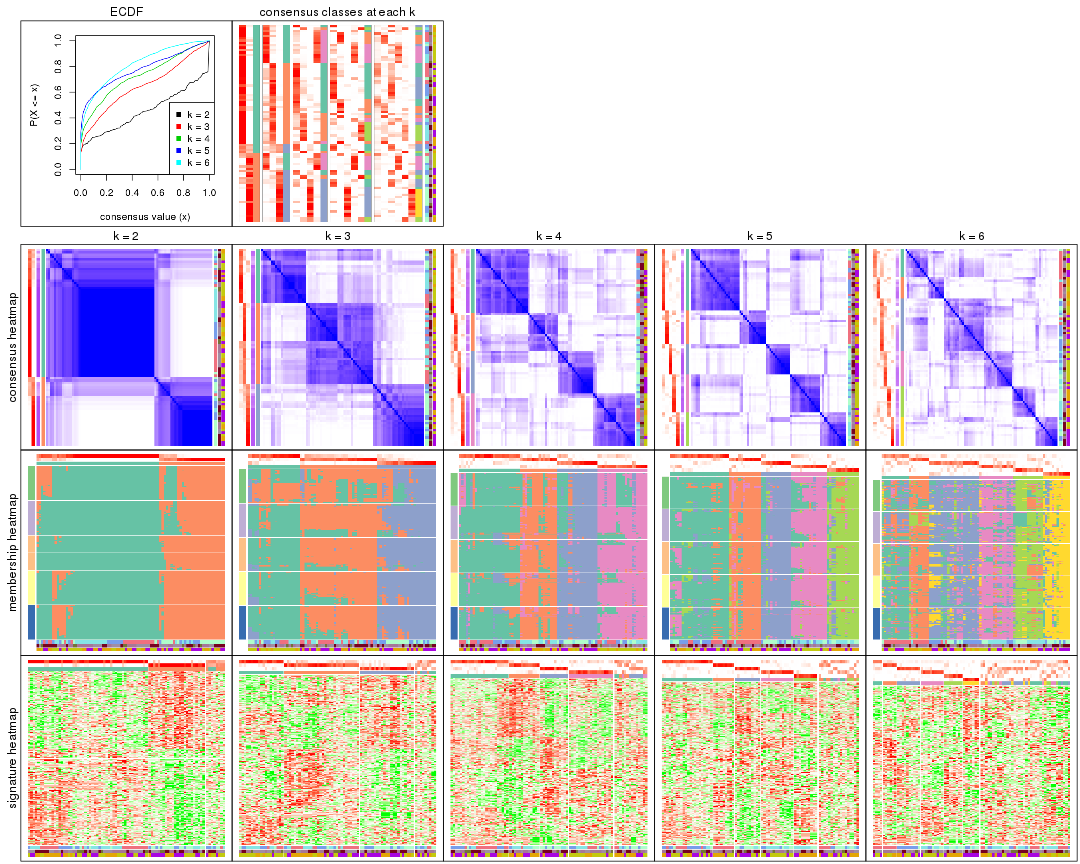 ECDF
consensus classes at each k
P(X <= x)
0.0 0.2 0.4 0.6 0.8 1.0
k = 2
k = 3
k = 4
k = 5
k = 6
0.0 0.2 0.4 0.6 0.8 1.0
consensus value (x)
k = 2 k = 3 k = 4 k = 5 k = 6
consensus heatmap
membership heatmap
signature heatmap